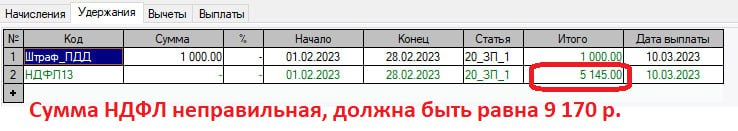 Начисления Удержания Вычеты Выплаты
№ Код Сумма % Начало Конец Статья Итого Дата выплаты
1 Штраф_ПДД 1 000.00 - 01.02.2023 28.02.2023 20_ЗП_1 1 000.00 10.03.2023
2 НДФЛ13 - - 01.02.2023 28.02.2023 20_ЗП_1 5 145.00 10.03.2023
+
Сумма НДФЛ неправильная, должна быть равна 9 170 р.